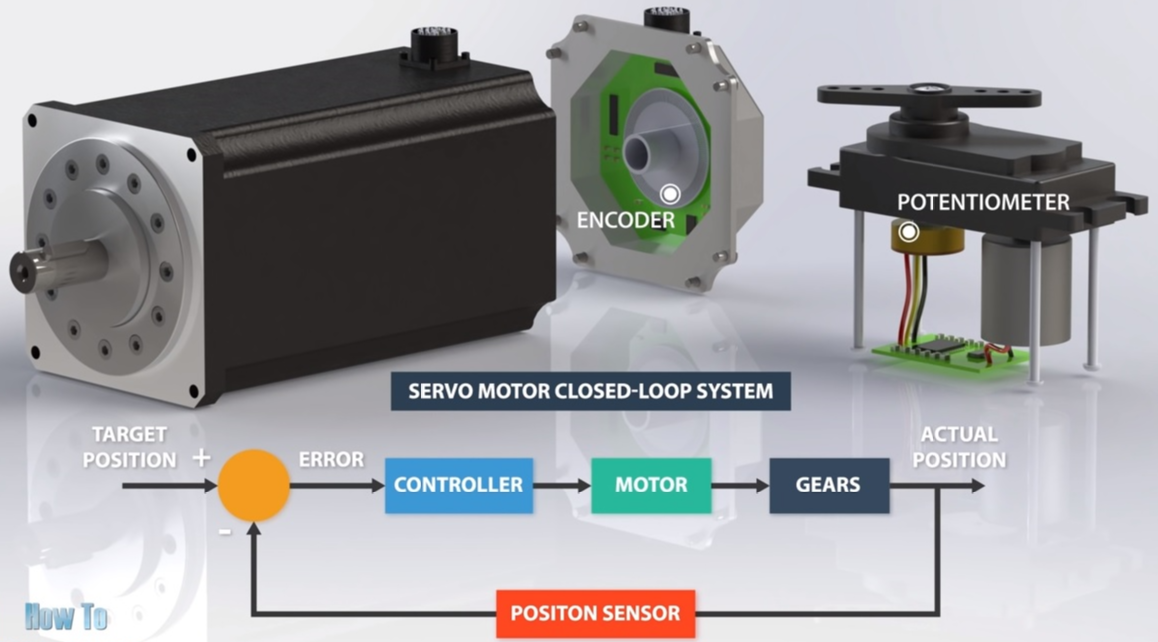 ENCODER
POTENTIOMETER
SERVO MOTOR CLOSED-LOOP SYSTEM
TARGET
POSITION
+
ERROR
CONTROLLER
MOTOR
GEARS
ACTUAL
POSITION
-
POSITON SENSOR
How To